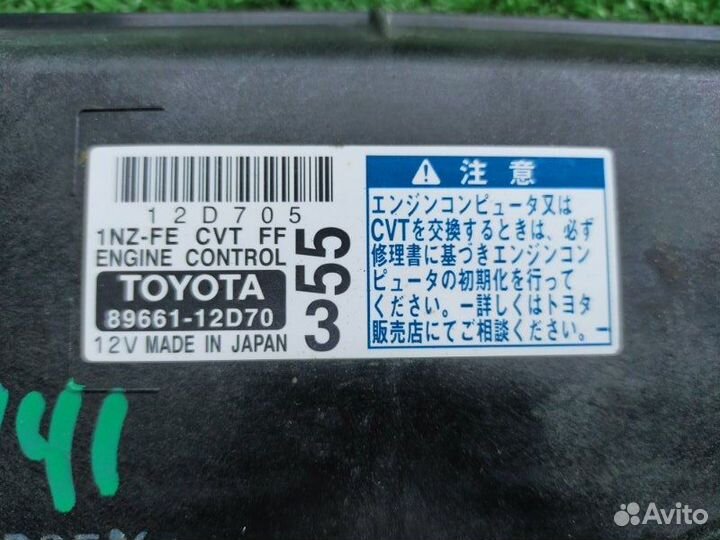 12D705
1NZ-FE CVT FF
ENGINE CONTROL
TOYOTA
89661-12D70
12V MADE IN JAPAN
355
注意
エンジンコンピュータ又は
CVTを交換するときは、必ず
修理書に基づきエンジンコン
ピュータの初期化を行って
ください。―詳しくはトヨタ
販売店にてご相談ください。
41
Avito